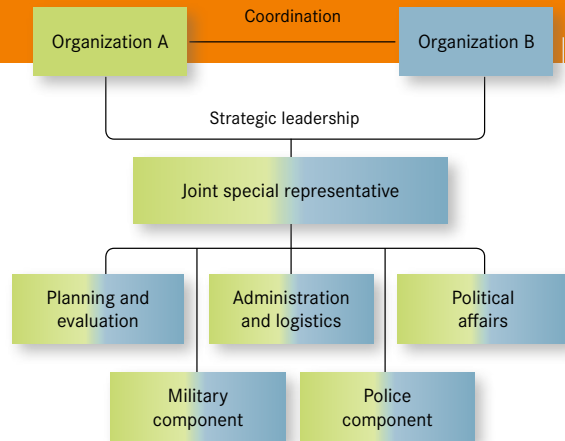 Coordination
Organization A
Organization B
Strategic leadership
Joint special representative
Planning and
evaluation
Administration
and logistics
Political
affairs
Military
component
Police
component